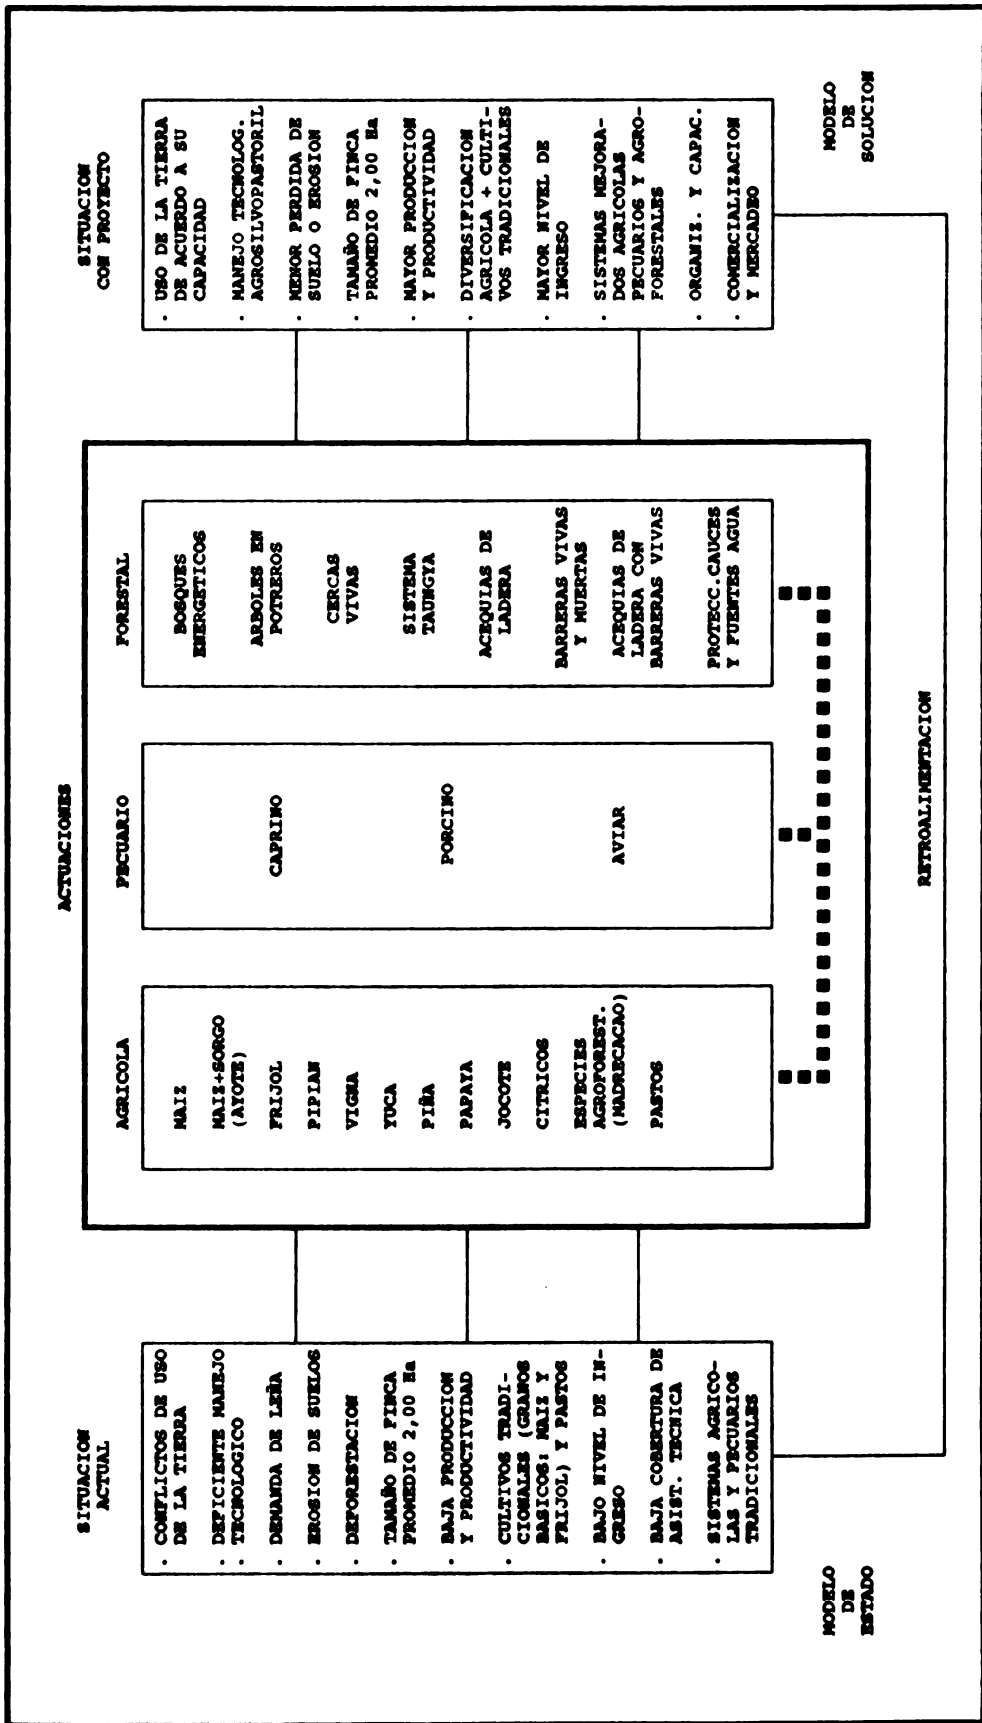 SITUACION
ACTUAL
. CONFLICTOS DE USO
DE LA TIERRA
. DEFICIENTE MANEJO
. TECNOLOGICO
. DEMANDA DE LEÑA
. EROSION DE SUELOS
. DEFORESTACION
. TAMAÑO DE FINCA
PROMEDIO 2,00 Ha
. BAJA PRODUCCION
Y PRODUCTIVIDAD
. CULTIVOS TRADI-
CIONALES (GRANOS
BASICOS: MAIZ Y
FRIJOL) Y PASTOS
. BAJO NIVEL DE IN-
GRESO
. BAJA COBERTURA DE
ASIST. TECNICA
. SISTEMAS AGRICO-
LAS Y PECUARIOS
TRADICIONALES
MODELO
DE
ESTADO
ACTUACIONES
AGRICOLA
MAIZ
MAIZ+SORGO
(AYOTE)
FRIJOL
PIPIAN
VIGNA
YUCA
PIÑA
PAPAYA
JOCOTE
CITRICOS
ESPECIES
AGROFOREST.
(MADRECACAO)
PASTOS
PECUARIO
CAPRINO
PORCINO
AVIAR
FORESTAL
BOSQUES
ENERGETICOS
ARBOLES EN
POTREROS
CERCAS
VIVAS
SISTEMA
TAUNGYA
ACEQUIAS DE
LADERA
BARRERAS VIVAS
Y MUERTAS
ACEQUIAS DE
LADERA CON
BARRERAS VIVAS
PROTECC.CAUCES
Y FUENTES AGUA
SITUACION
CON PROYECTO
. USO DE LA TIERRA
DE ACUERDO A SU
CAPACIDAD
. MANEJO TECNOLOG.
AGROSILVOPASTORIL
. MENOR PERDIDA DE
SUELO O EROSION
. TAMAÑO DE FINCA
PROMEDIO 2,00 Ha
. MAYOR PRODUCCION
Y PRODUCTIVIDAD
. DIVERSIFICACION
AGRICOLA + CULTI-
VOS TRADICIONALES
. MAYOR NIVEL DE
INGRESO
. SISTEMAS MEJORA-
DOS AGRICOLAS
PECUARIOS Y AGRO-
FORESTALES
. ORGANIZ. Y CAPAC.
. COMERCIALIZACION
Y MERCADEO
MODELO
DE
SOLUCION
RETROALIMENTACION